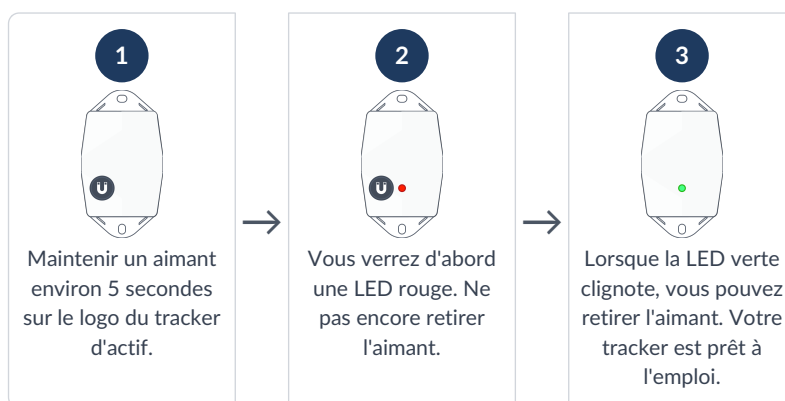 1
Maintenir un aimant
environ 5 secondes
sur le logo du tracker
d'actif.
2
Vous verrez d'abord
une LED rouge. Ne
pas encore retirer
l'aimant.
3
Lorsque la LED verte
clignote, vous pouvez
retirer l'aimant. Votre
tracker est prêt à
l'emploi.